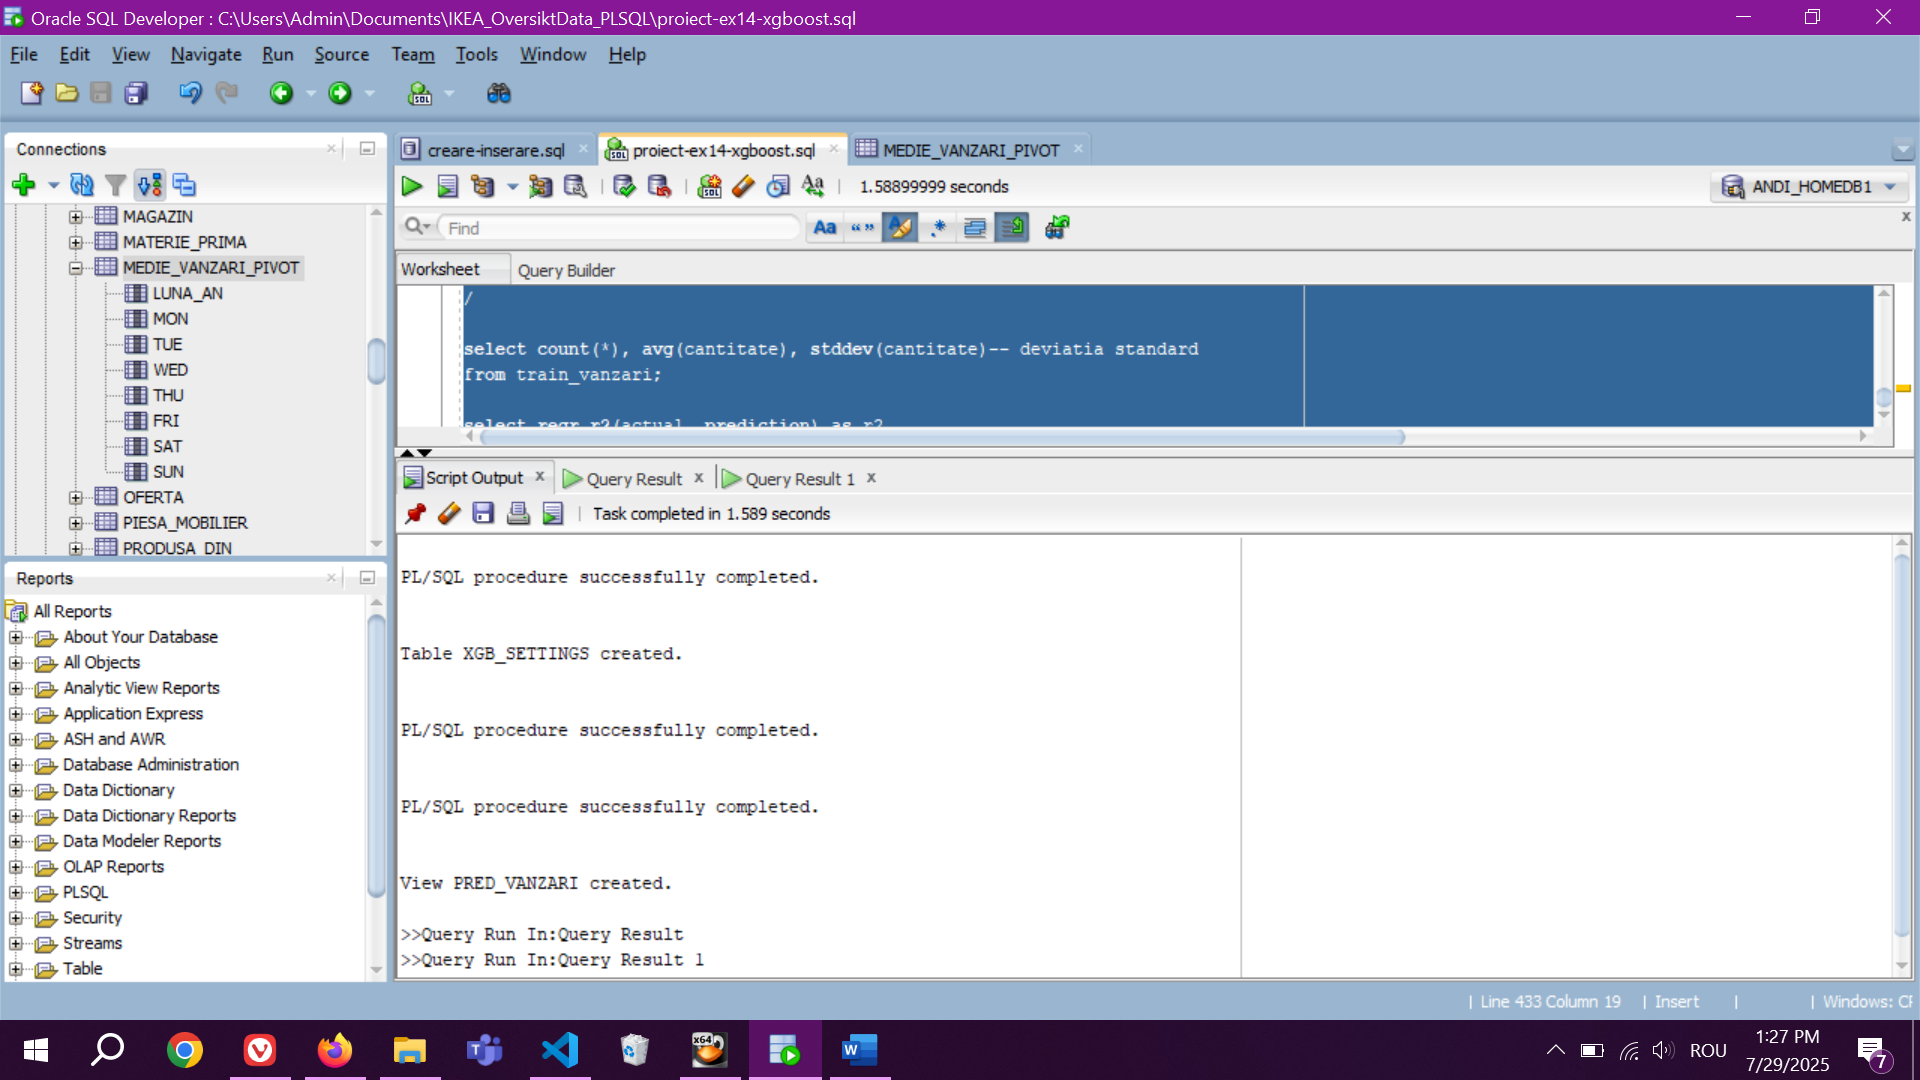 Oracle SQL Developer : C:\Users\Admin\Documents\IKEA_OversiktData_PLSQL\proiect-ex14-xgboost.sql
File Edit View Navigate Run Source Team Tools Window Help
SQL
Connections
MAGAZIN
MATERIE_PRIMA
MEDIE_VANZARI_PIVOT
LUNA_AN
MON
TUE
WED
THU
FRI
SAT
SUN
OFERTA
PIESA_MOBILIER
PRODUSA_DIN
Reports
All Reports
About Your Database
All Objects
Analytic View Reports
Application Express
ASH and AWR
Database Administration
Data Dictionary
Data Dictionary Reports
Data Modeler Reports
OLAP Reports
PLSQL
Security
Streams
Table
creare-inserare.sql proiect-ex14-xgboost.sql MEDIE_VANZARI_PIVOT
1.58899999 seconds
ANDI_HOMEDB1
Find
Aa “ ” .*
Worksheet Query Builder
/
select count(*), avg(cantitate), stddev(cantitate)-- deviatia standard
from train_vanzari;
select regr_r2(actual, prediction) as r2
Script Output x Query Result x Query Result 1 x
Task completed in 1.589 seconds
PL/SQL procedure successfully completed.
Table XGB_SETTINGS created.
PL/SQL procedure successfully completed.
PL/SQL procedure successfully completed.
View PRED_VANZARI created.
>>Query Run In:Query Result
>>Query Run In:Query Result 1
| Line 433 Column 19 | Insert | | Windows: CR
x64
ROU
1:27 PM
7/29/2025
7